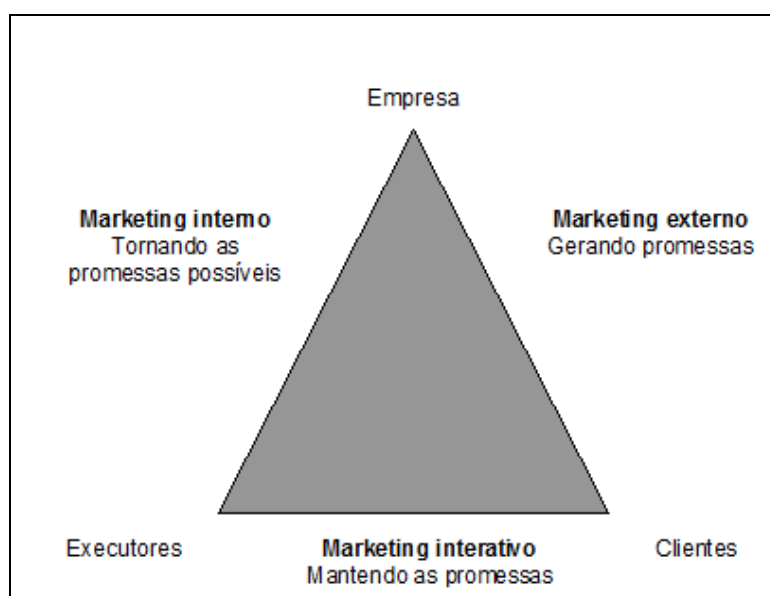 Empresa
Marketing interno
Tornando as
promessas possíveis
Marketing externo
Gerando promessas
Executores
Marketing interativo
Mantendo as promessas
Clientes